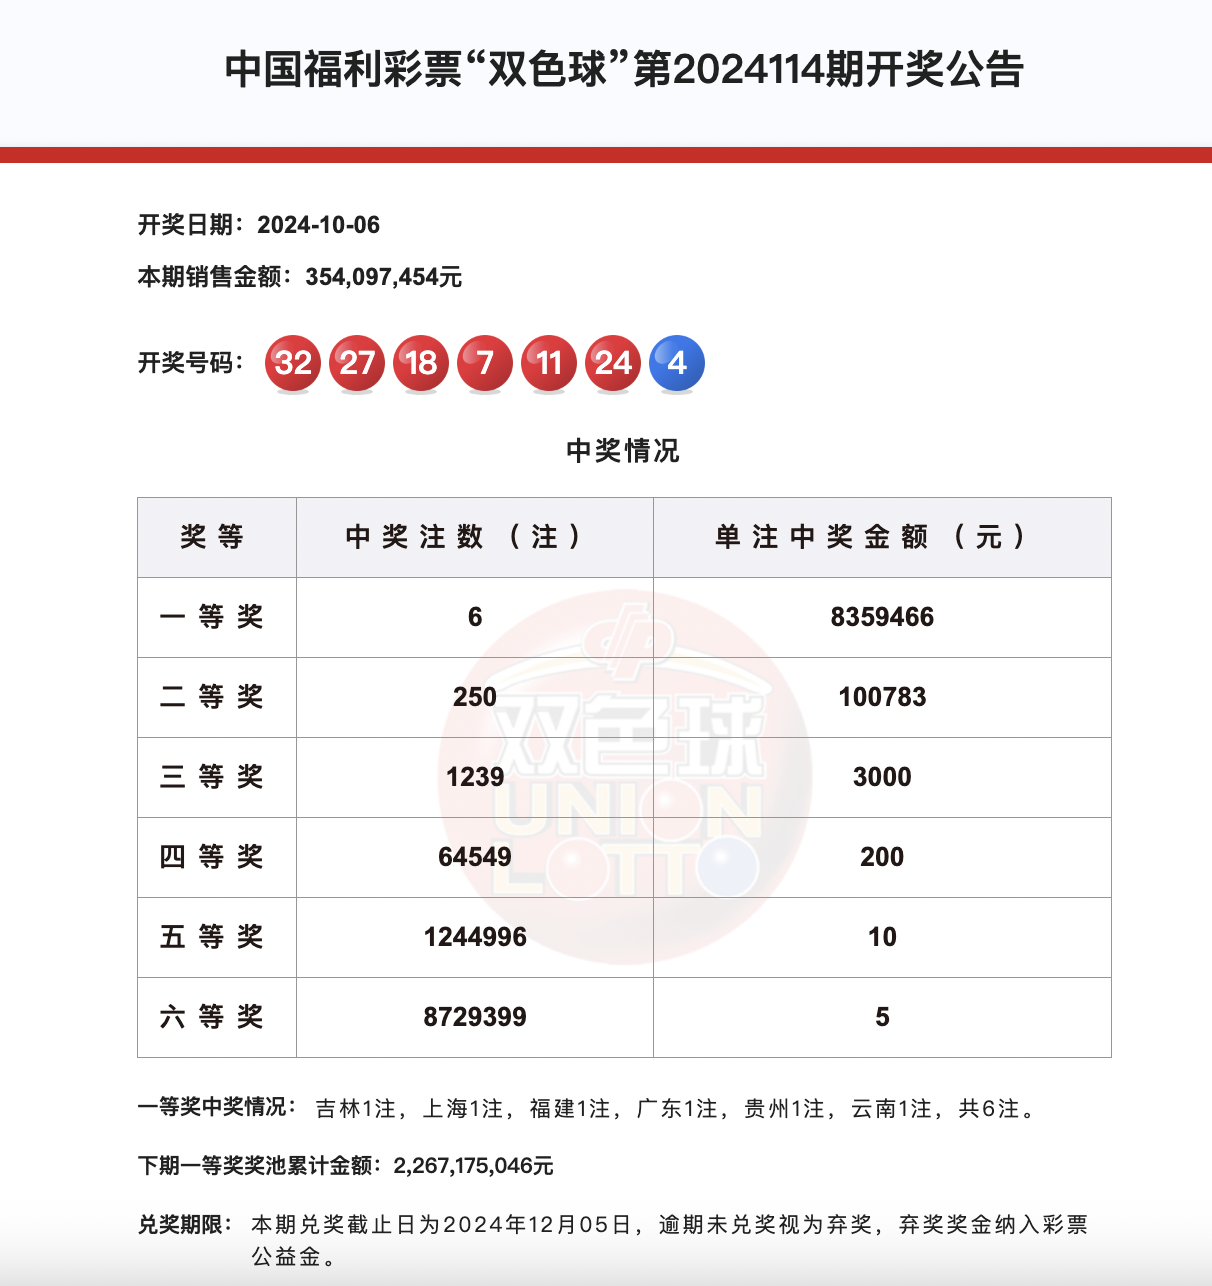 中国福利彩票“双色球”第2024114期开奖公告
开奖日期：2024-10-06
本期销售金额：354,097,454元
开奖号码： 32 27 18 7 11 24 4
中奖情况
奖等 中奖注数（注） 单注中奖金额（元）
一等奖 6 8359466
二等奖 250 100783
双色球
三等奖 1239 3000
UNION
四等奖 64549 200
LOTTO
五等奖 1244996 10
六等奖 8729399 5
一等奖中奖情况： 吉林1注，上海1注，福建1注，广东1注，贵州1注，云南1注，共6注。
下期一等奖奖池累计金额：2,267,175,046元
兑奖期限： 本期兑奖截止日为2024年12月05日，逾期未兑奖视为弃奖，弃奖奖金纳入彩票
公益金。